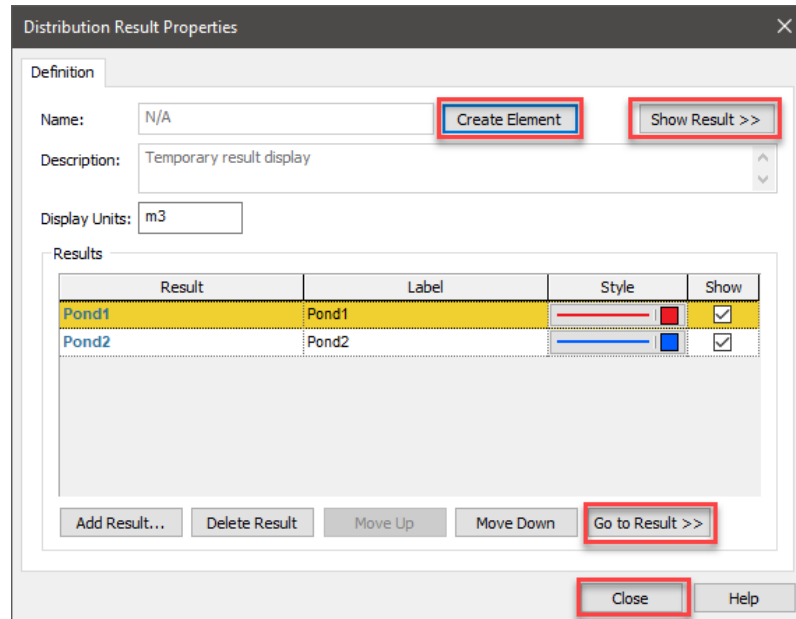 Distribution Result Properties
Definition
Name: N/A Create Element Show Result >>
Description: Temporary result display
Display Units: m3
Results
Result Label Style Show
Pond1 Pond1
Pond2 Pond2
Add Result... Delete Result Move Up Move Down Go to Result >>
Close Help